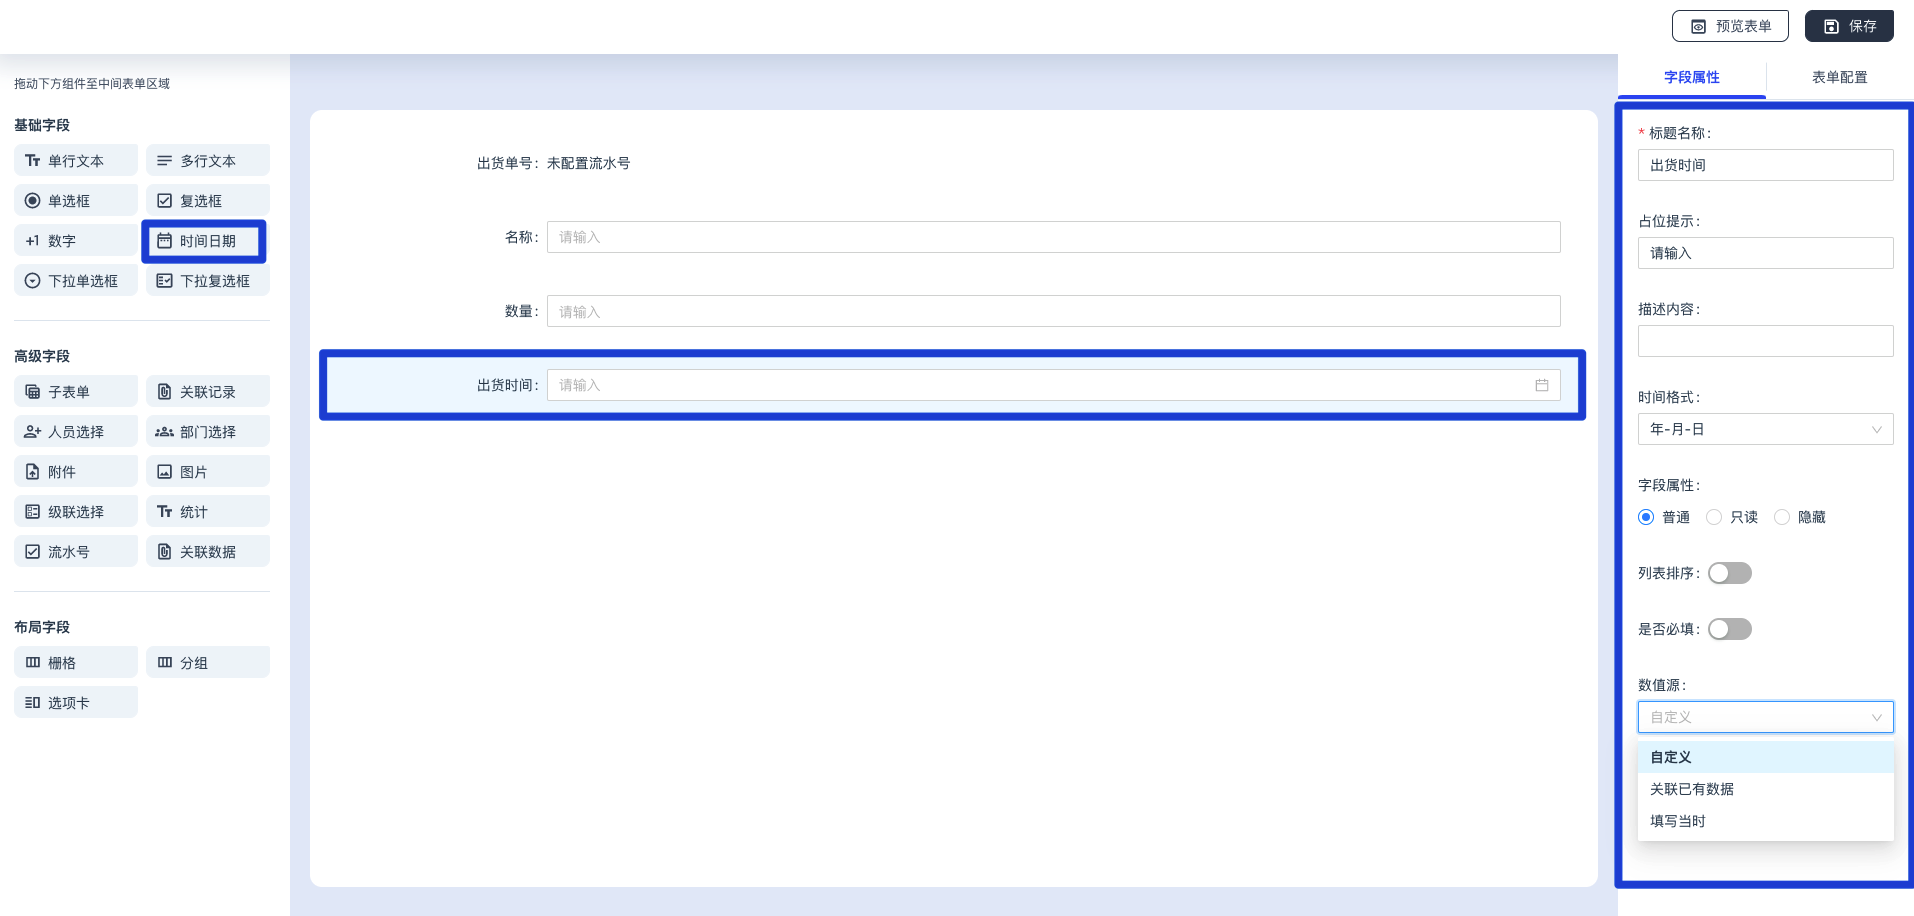 预览表单
保存
拖动下方组件至中间表单区域
基础字段
单行文本
多行文本
单选框
复选框
+1 数字
时间日期
下拉单选框
下拉复选框
高级字段
子表单
关联记录
人员选择
部门选择
附件
图片
级联选择
统计
流水号
关联数据
布局字段
栅格
分组
选项卡
出货单号: 未配置流水号
名称: 请输入
数量: 请输入
出货时间: 请输入
字段属性
表单配置
* 标题名称:
出货时间
占位提示:
请输入
描述内容:
时间格式:
年-月-日
字段属性:
普通 只读 隐藏
列表排序:
是否必填:
数值源:
自定义
自定义
关联已有数据
填写当时